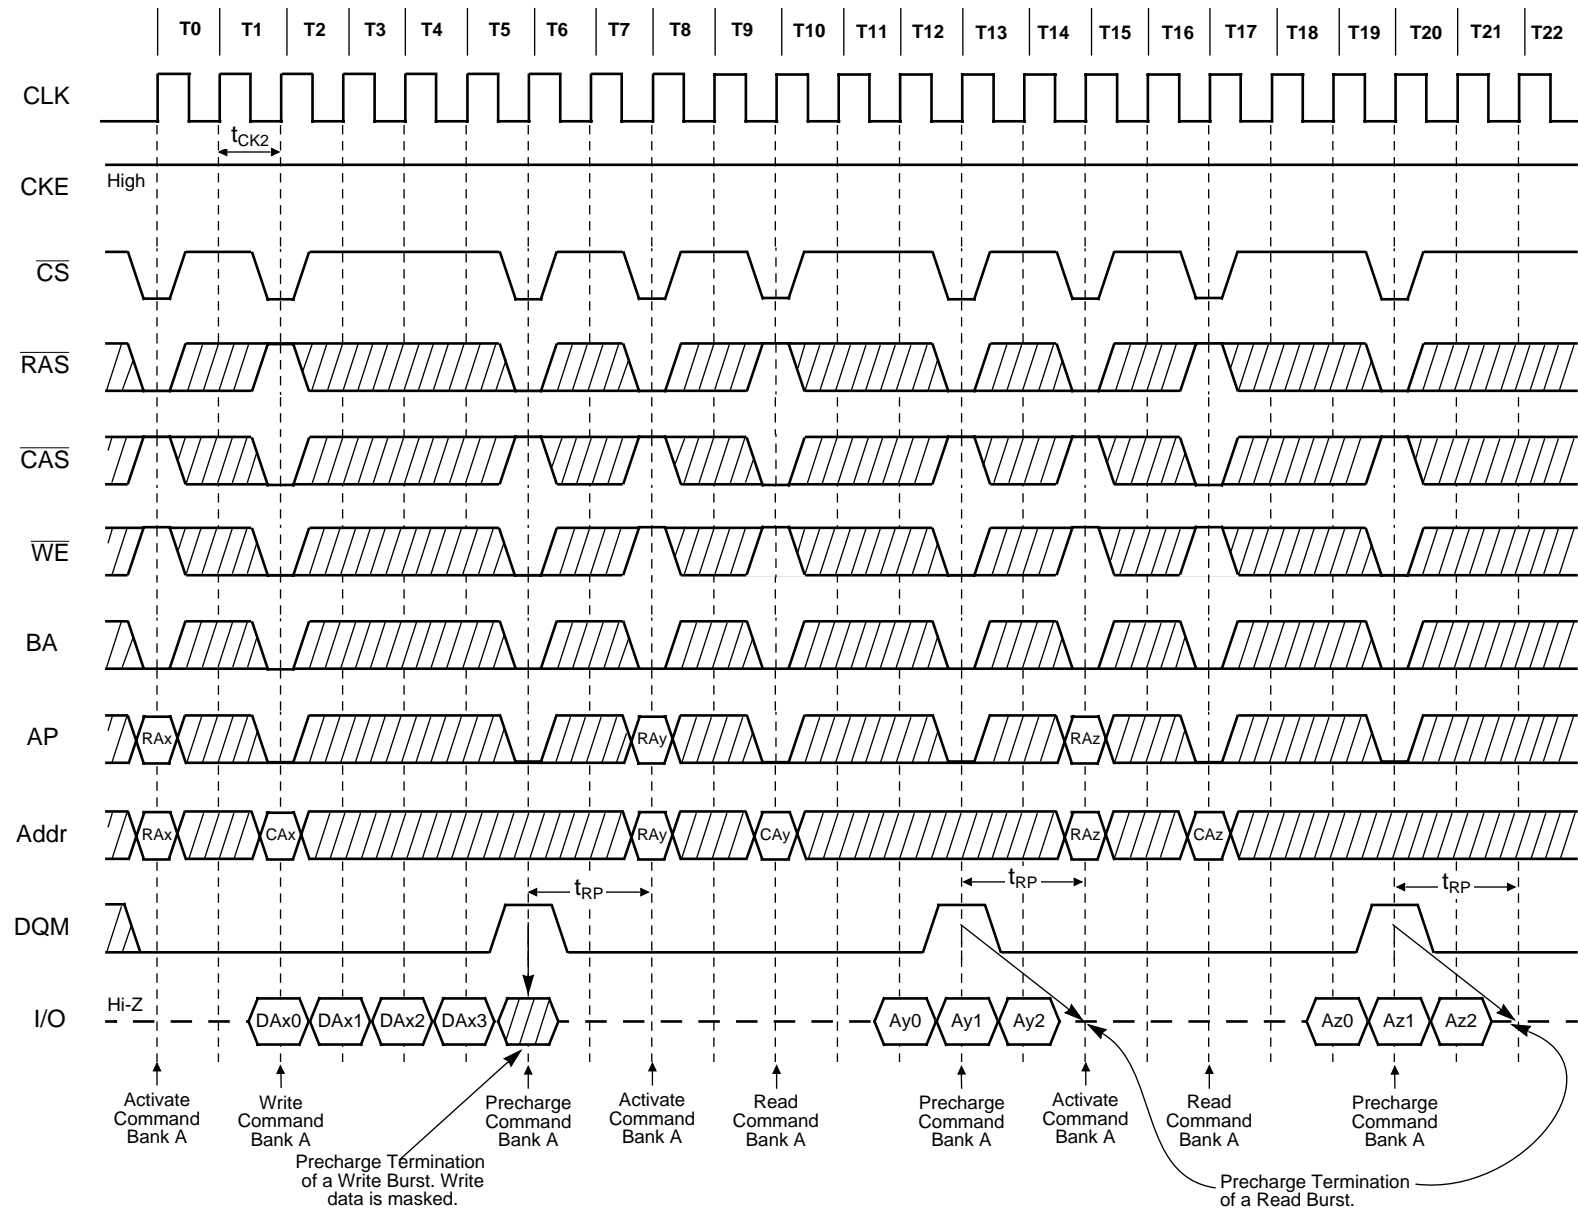 T0 T1 T2 T3 T4 T5 T6 T7 T8 T9 T10 T11 T12 T13 T14 T15 T16 T17 T18 T19 T20 T21 T22
CLK
tCK2
CKE
High
CS
RAS
CAS
WE
BA
AP
RAx RAy RAz
Addr
RAx CAx RAy CAy RAz CAz
tRP tRP tRP
DQM
I/O
Hi-Z
DAx0 DAx1 DAx2 DAx3 Ay0 Ay1 Ay2 Az0 Az1 Az2
Activate
Command
Bank A
Write
Command
Bank A
Precharge
Command
Bank A
Activate
Command
Bank A
Read
Command
Bank A
Precharge
Command
Bank A
Activate
Command
Bank A
Read
Command
Bank A
Precharge
Command
Bank A
Precharge Termination
of a Write Burst. Write
data is masked.
Precharge Termination
of a Read Burst.